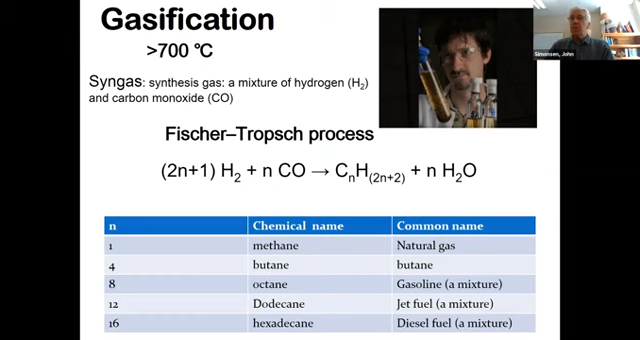 Gasification
>700 °C
Syngas: synthesis gas: a mixture of hydrogen (H₂)
and carbon monoxide (CO)
Simonsen, John
Fischer–Tropsch process
(2n+1) H₂ + n CO → CₙH₍₂ₙ₊₂₎ + n H₂O
n Chemical name Common name
1 methane Natural gas
4 butane butane
8 octane Gasoline (a mixture)
12 Dodecane Jet fuel (a mixture)
16 hexadecane Diesel fuel (a mixture)